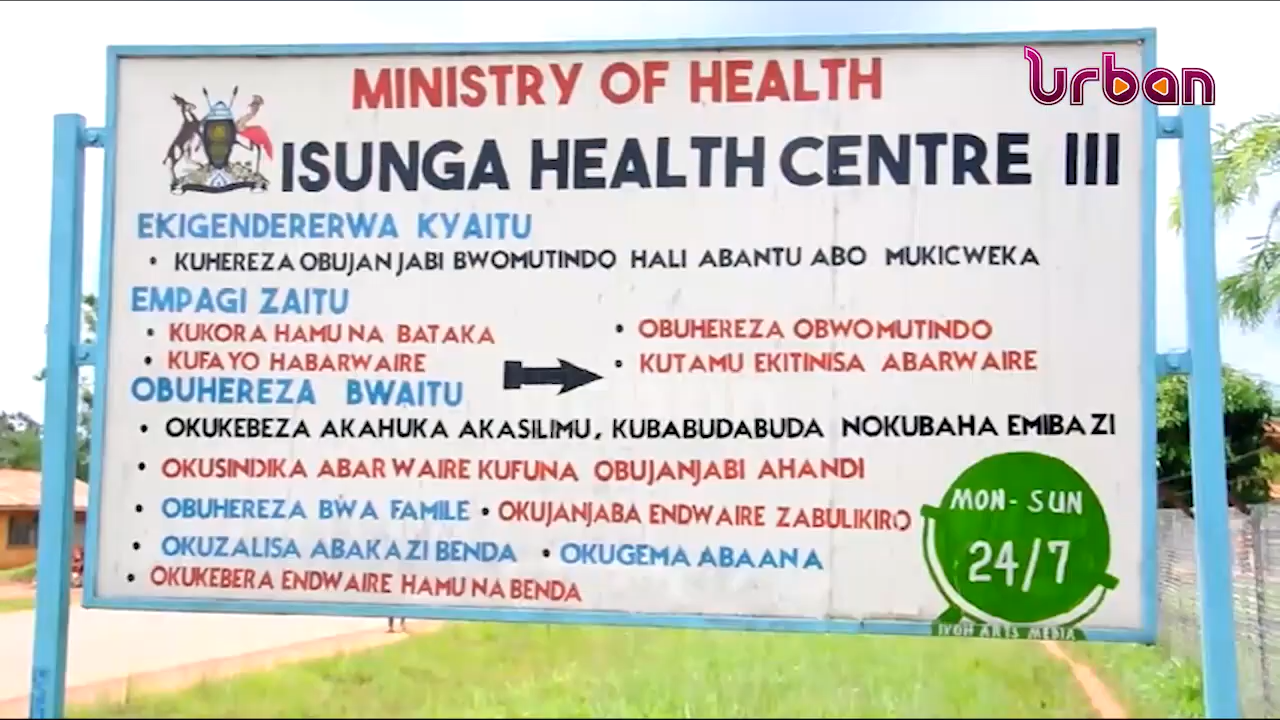 Urban
MINISTRY OF HEALTH
ISUNGA HEALTH CENTRE III
EKIGENDERERWA KYAITU
• KUHEREZA OBUJANJABI BWOMUTINDO HALI ABANTU ABO MUKICWEKA
EMPAGI ZAITU
• KUKORA HAMU NA BATAKA • OBUHEREZA OBWOMUTINDO
• KUFAYO HABARWAIRE • KUTAMU EKITINISA ABARWAIRE
OBUHEREZA BWAITU
• OKUKEBEZA AKAHUKA AKASILIMU, KUBABUDABUDA NOKUBAHA EMIBAZI
• OKUSINDIKA ABARWAIRE KUFUNA OBUJANJABI AHANDI
• OBUHEREZA BWA FAMILE • OKUJANJABA ENDWAIRE ZABULIKIRO
• OKUZALISA ABAKAZI BENDA • OKUGEMA ABAANA
• OKUKEBERA ENDWAIRE HAMU NA BENDA
MON - SUN
24/7
ARTS MEDIA